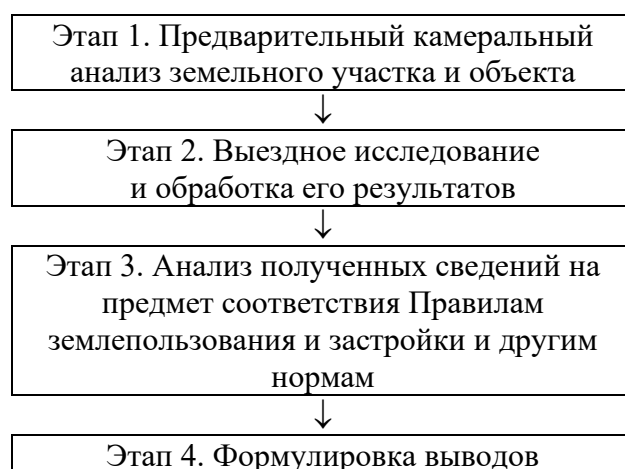 Этап 1. Предварительный камеральный
анализ земельного участка и объекта
↓
Этап 2. Выездное исследование
и обработка его результатов
↓
Этап 3. Анализ полученных сведений на
предмет соответствия Правилам
землепользования и застройки и другим
нормам
↓
Этап 4. Формулировка выводов